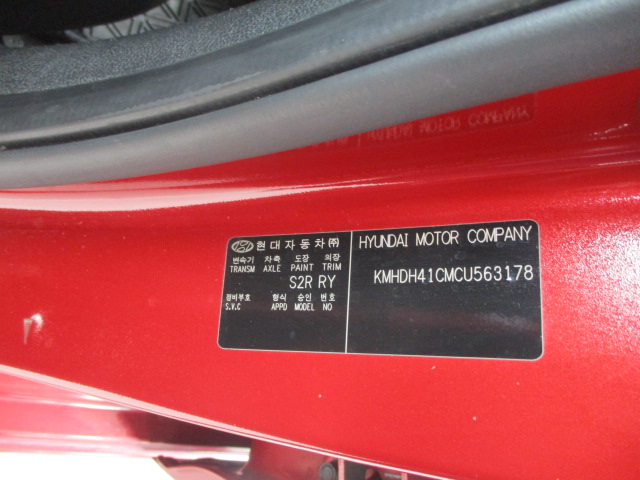 현대자동차㈜
HYUNDAI MOTOR COMPANY
변속기 차축 도장 의장
TRANSM AXLE PAINT TRIM
S2R RY
KMHDH41CMCU563178
정비부호 형식 승인 번호
S.V.C APPD MODEL NO